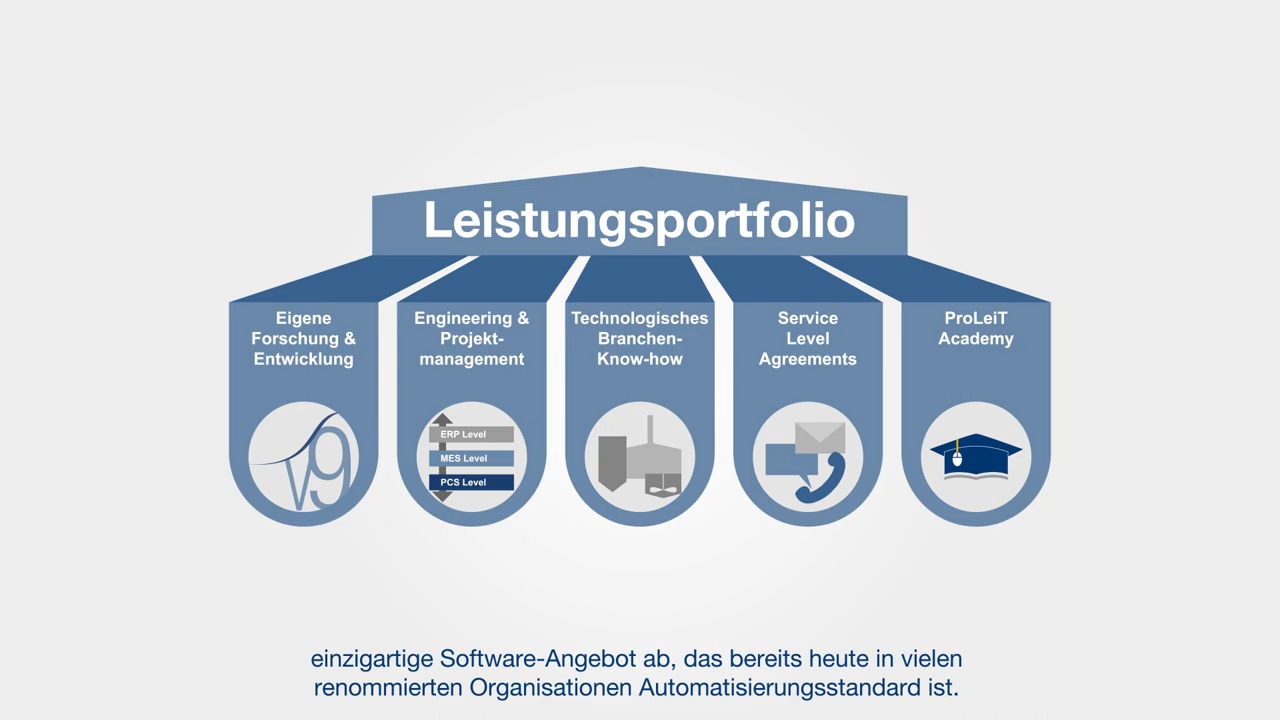 Leistungsportfolio
Eigene
Forschung &
Entwicklung
v9
Engineering &
Projekt-
management
ERP Level
MES Level
PCS Level
Technologisches
Branchen-
Know-how
Service
Level
Agreements
ProLeiT
Academy
einzigartige Software-Angebot ab, das bereits heute in vielen
renommierten Organisationen Automatisierungsstandard ist.